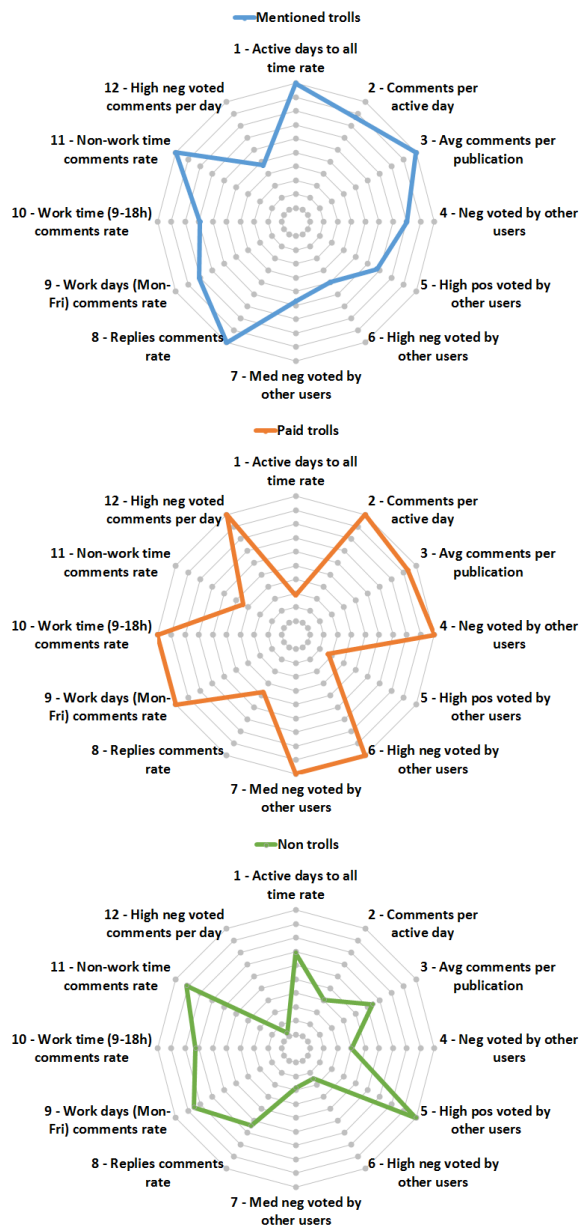 Mentioned trolls
1 - Active days to all
time rate
12 - High neg voted
comments per day
2 - Comments per
active day
11 - Non-work time
comments rate
3 - Avg comments per
publication
10 - Work time (9-18h)
comments rate
4 - Neg voted by other
users
9 - Work days (Mon-
Fri) comments rate
5 - High pos voted by
other users
8 - Replies comments
rate
6 - High neg voted by
other users
7 - Med neg voted by
other users
Paid trolls
1 - Active days to all
time rate
12 - High neg voted
comments per day
2 - Comments per
active day
11 - Non-work time
comments rate
3 - Avg comments per
publication
10 - Work time (9-18h)
comments rate
4 - Neg voted by other
users
9 - Work days (Mon-
Fri) comments rate
5 - High pos voted by
other users
8 - Replies comments
rate
6 - High neg voted by
other users
7 - Med neg voted by
other users
Non trolls
1 - Active days to all
time rate
12 - High neg voted
comments per day
2 - Comments per
active day
11 - Non-work time
comments rate
3 - Avg comments per
publication
10 - Work time (9-18h)
comments rate
4 - Neg voted by other
users
9 - Work days (Mon-
Fri) comments rate
5 - High pos voted by
other users
8 - Replies comments
rate
6 - High neg voted by
other users
7 - Med neg voted by
other users